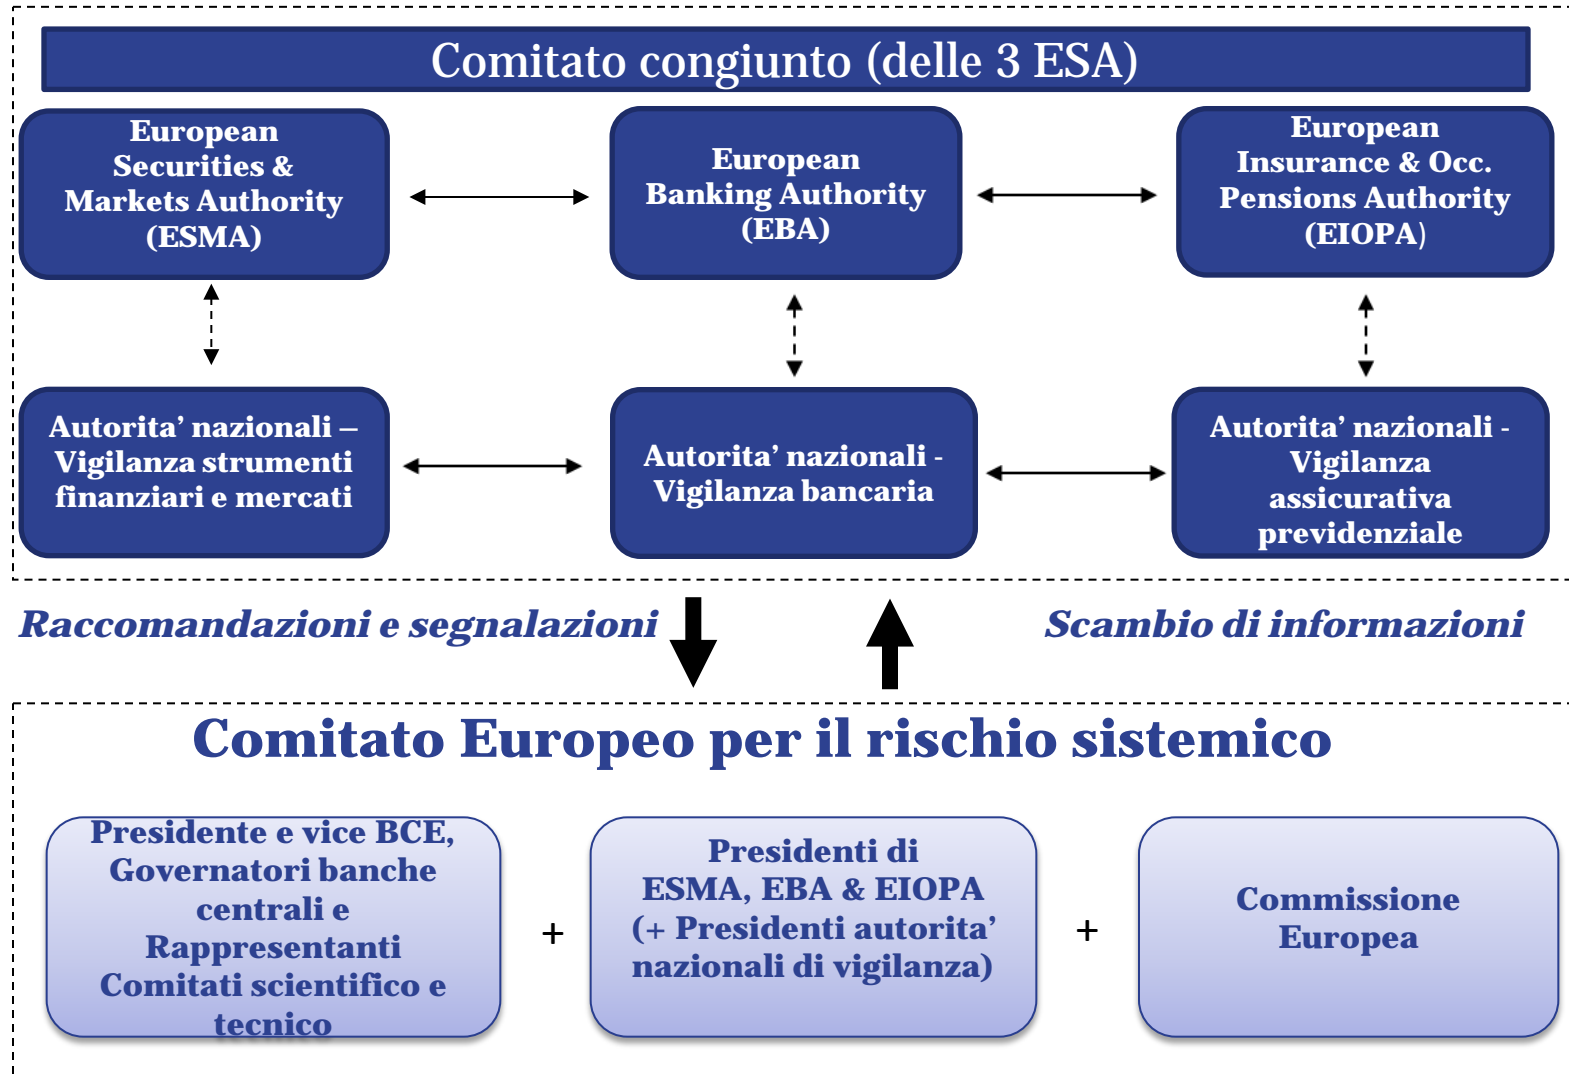 Comitato congiunto (delle 3 ESA)
European
Securities &
Markets Authority
(ESMA)
European
Banking Authority
(EBA)
European
Insurance & Occ.
Pensions Authority
(EIOPA)
Autorita’ nazionali –
Vigilanza strumenti
finanziari e mercati
Autorita’ nazionali -
Vigilanza bancaria
Autorita’ nazionali -
Vigilanza
assicurativa
previdenziale
Raccomandazioni e segnalazioni
Scambio di informazioni
Comitato Europeo per il rischio sistemico
Presidente e vice BCE,
Governatori banche
centrali e
Rappresentanti
Comitati scientifico e
tecnico
+
Presidenti di
ESMA, EBA & EIOPA
(+ Presidenti autorita’
nazionali di vigilanza)
+
Commissione
Europea